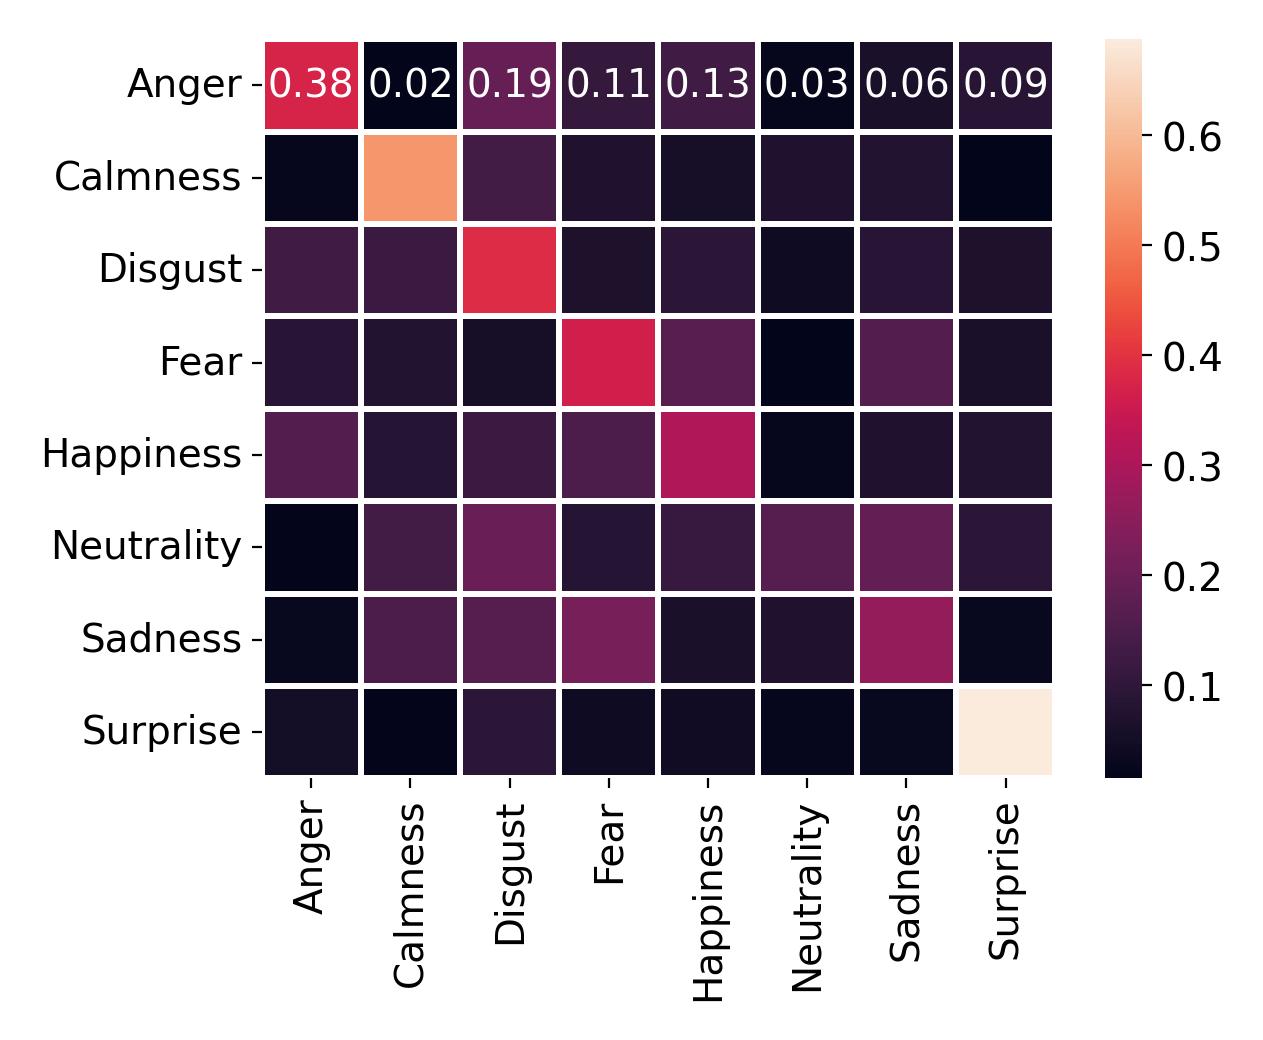 Anger 0.38 0.02 0.19 0.11 0.13 0.03 0.06 0.09
Calmness
Disgust
Fear
Happiness
Neutrality
Sadness
Surprise
Anger Calmness Disgust Fear Happiness Neutrality Sadness Surprise
0.6
0.5
0.4
0.3
0.2
0.1